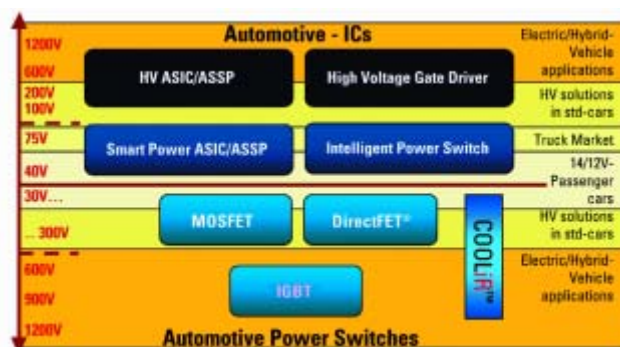 Automotive - ICs
1200V
600V
200V
100V
75V
40V
30V...
... 300V
600V
900V
1200V
HV ASIC/ASSP
High Voltage Gate Driver
Smart Power ASIC/ASSP
Intelligent Power Switch
MOSFET
DirectFET®
COOLiR™
IGBT
Electric/Hybrid-
Vehicle
applications
HV solutions
in std-cars
Truck Market
14/12V-
Passenger
cars
HV solutions
in std-cars
Electric/Hybrid-
Vehicle
applications
Automotive Power Switches